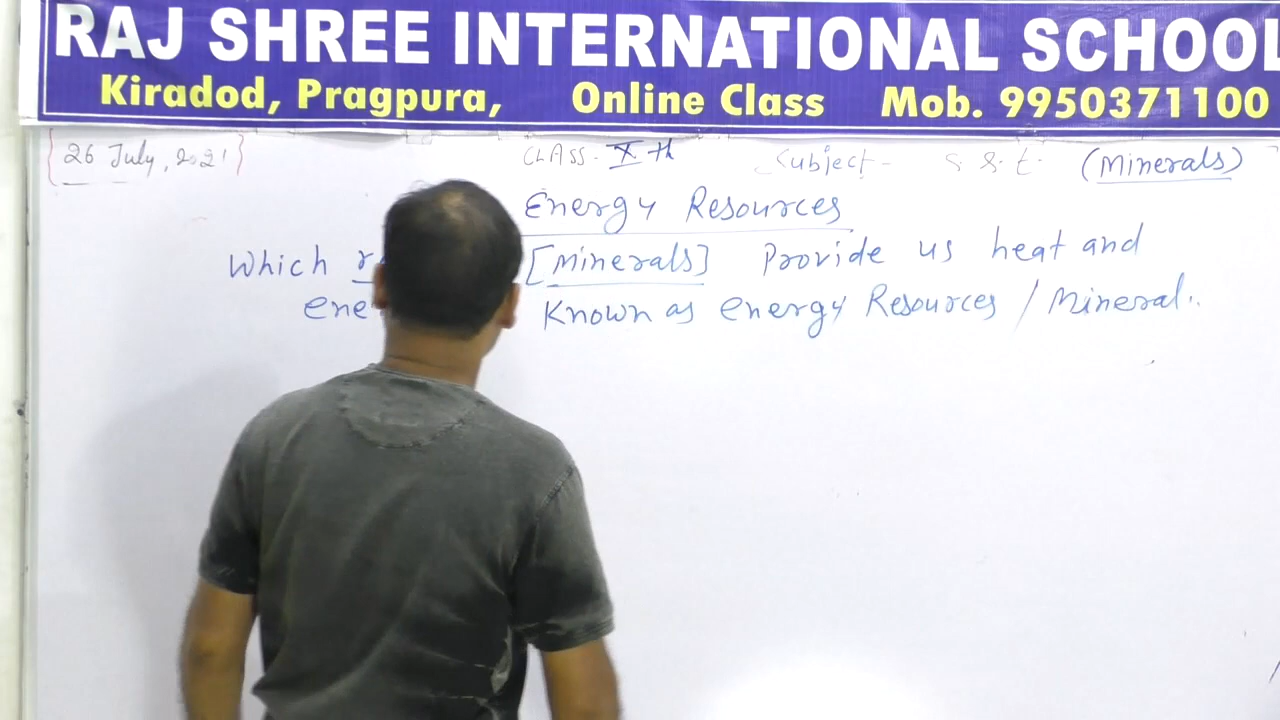 RAJ SHREE INTERNATIONAL SCHOOL
Kiradod, Pragpura, Online Class Mob. 9950371100
26 July, 2021 CLASS - X th Subject - S. S. t. (Minerals)
Energy Resources
Which [Minerals] Provide us heat and
Known as energy Resources / Mineral.